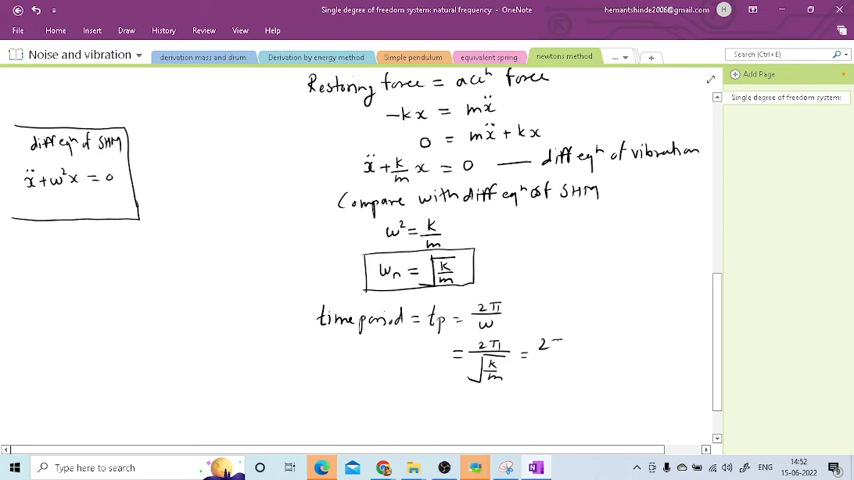 Single degree of freedom system: natural frequency - OneNote
hemantshinde2006@gmail.com H
File Home Insert Draw History Review View Help
Noise and vibration
derivation mass and drum
Derivation by energy method
Simple pendulum
equivalent spring
newtons method
Search (Ctrl+E)
Add Page
Single degree of freedom system:
Restoring force = accn force
-kx = mẍ
0 = mẍ + kx
ẍ + k/m x = 0 — diff eqn of vibration
Compare with diff eqn of SHM
ω² = k/m
ωn = √(k/m)
time period = tp = 2π/ω
= 2π/√(k/m) = 2
diff eqn of SHM
ẍ + ω²x = 0
Type here to search
ENG
14:52
15-06-2022